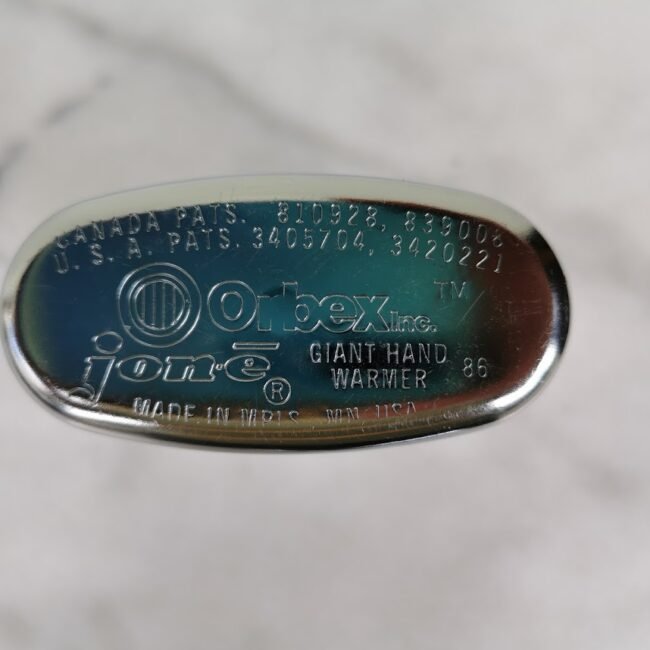 CANADA PATS. 810928, 839008
U. S. A. PATS. 3405704, 3420221
Orbex Inc. TM
jon-ē ® GIANT HAND
WARMER 86
MADE IN MPLS. MN. USA